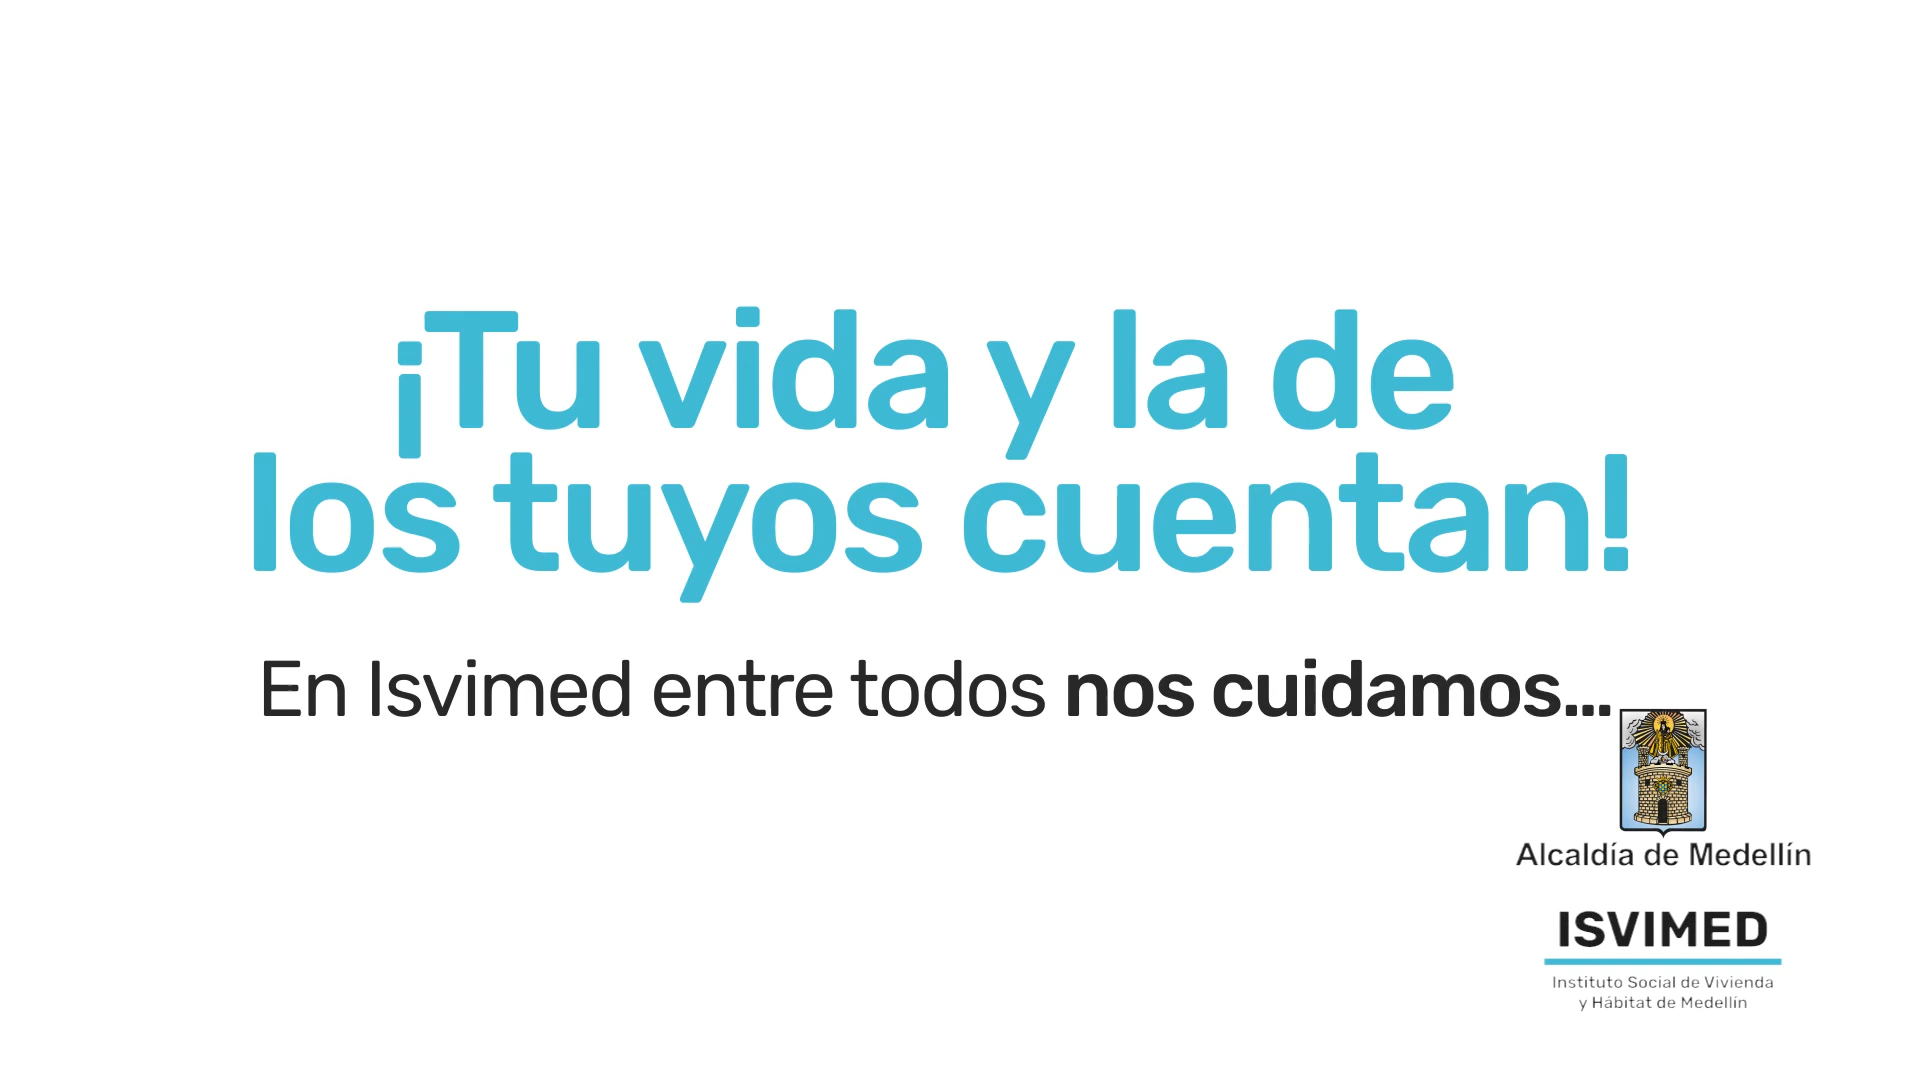 ¡Tu vida y la de
los tuyos cuentan!
En Isvimed entre todos nos cuidamos...
Alcaldía de Medellín
ISVIMED
Instituto Social de Vivienda
y Hábitat de Medellín